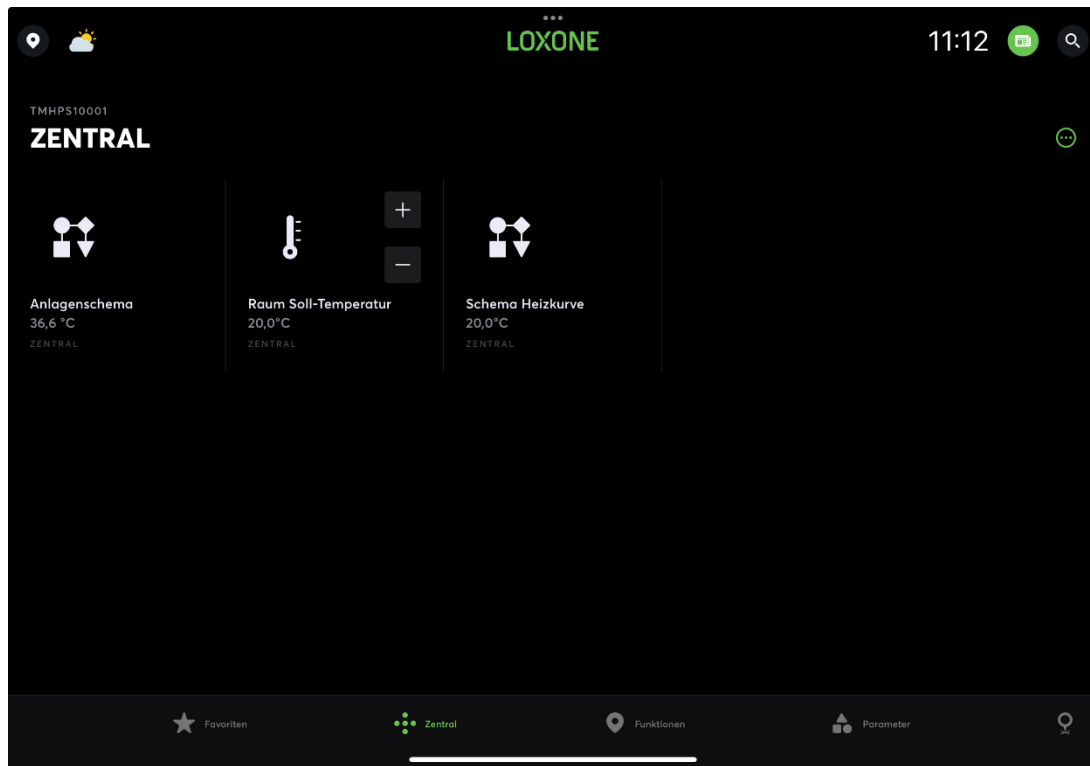 LOXONE
11:12
TMHPS10001
ZENTRAL
Anlagenschema
36,6 °C
ZENTRAL
Raum Soll-Temperatur
20,0°C
ZENTRAL
Schema Heizkurve
20,0°C
ZENTRAL
Favoriten
Zentral
Funktionen
Parameter